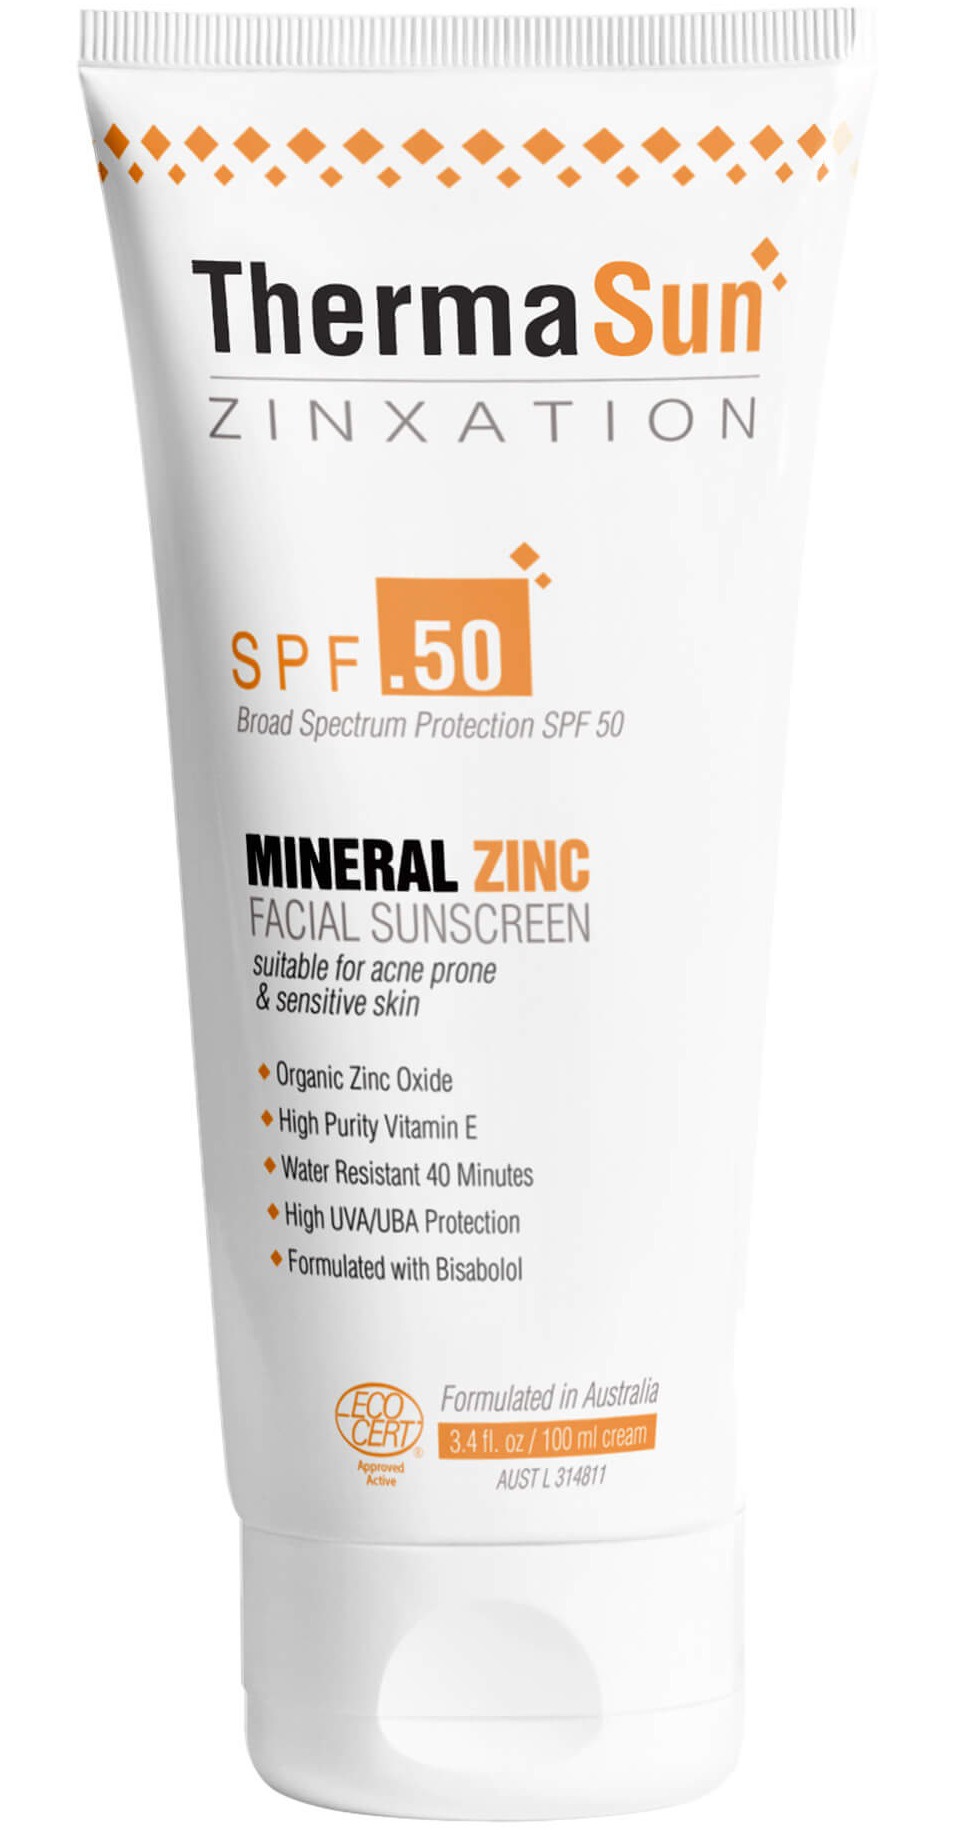 ThermaSun
ZINXATION
SPF .50
Broad Spectrum Protection SPF 50
MINERAL ZINC
FACIAL SUNSCREEN
suitable for acne prone
& sensitive skin
Organic Zinc Oxide
High Purity Vitamin E
Water Resistant 40 Minutes
High UVA/UBA Protection
Formulated with Bisabolol
ECO
CERT®
Approved
Active
Formulated in Australia
3.4 fl. oz / 100 ml cream
AUST L 314811